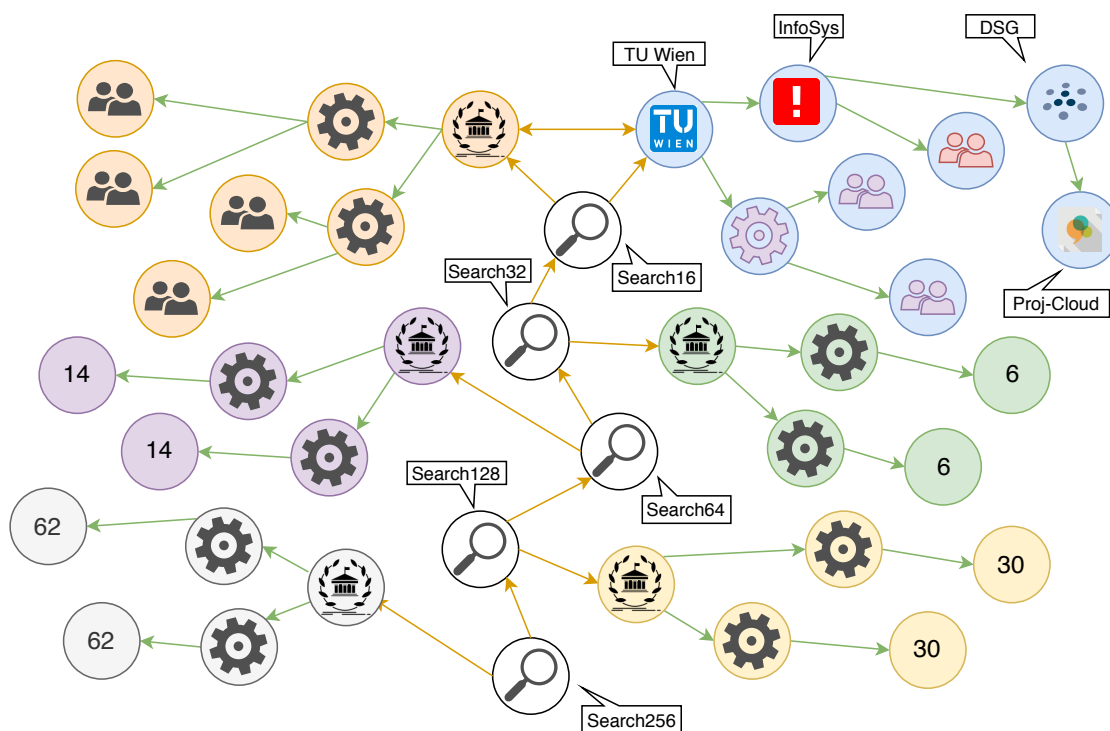 InfoSys
DSG
TU Wien
TU
WIEN
!
Search32
Search16
Proj-Cloud
14
6
14
6
Search128
Search64
62
30
62
30
Search256